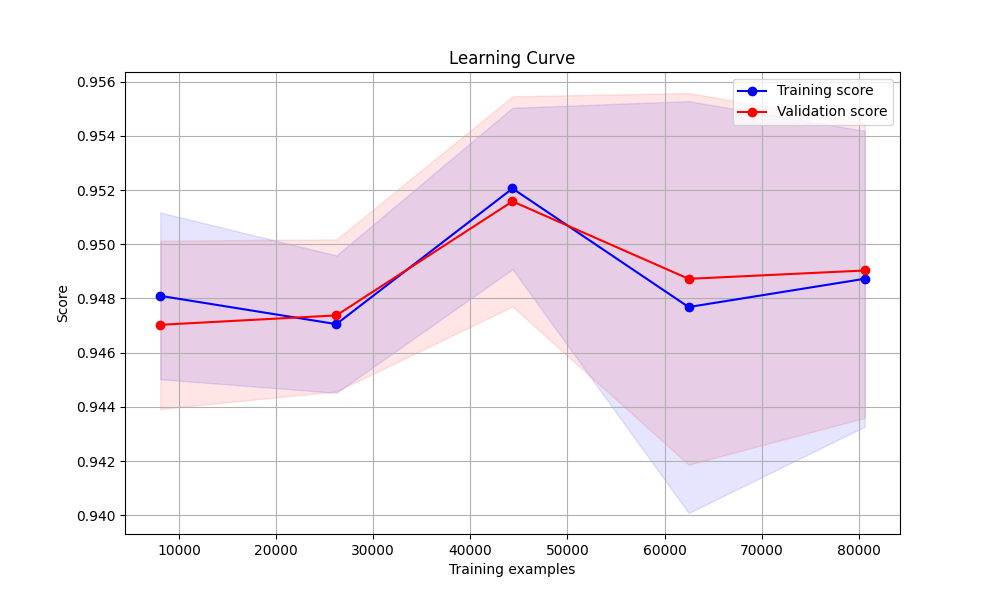 Learning Curve
Training score
Validation score
0.956
0.954
0.952
0.950
0.948
0.946
0.944
0.942
0.940
Score
10000 20000 30000 40000 50000 60000 70000 80000
Training examples